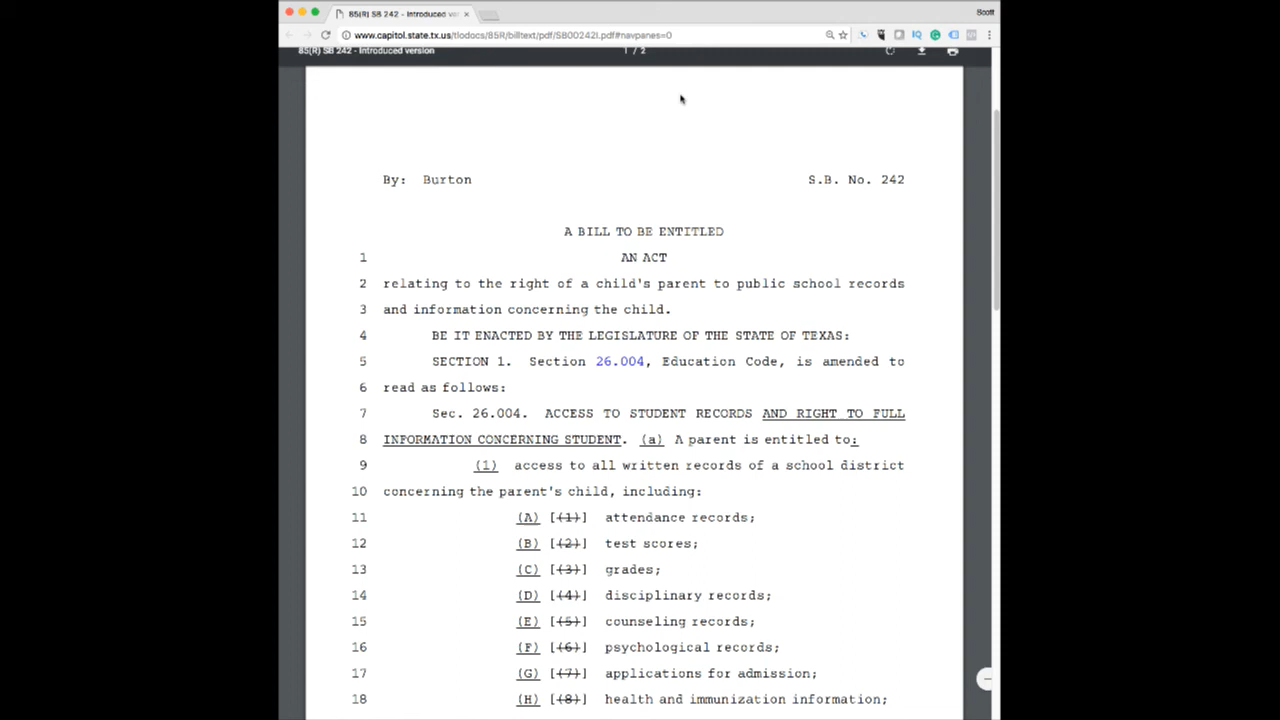 85(R) SB 242 - Introduced ver
Scott
www.capitol.state.tx.us/tlodocs/85R/billtext/pdf/SB00242I.pdf#navpanes=0
85(R) SB 242 - Introduced version 1 / 2
By: Burton S.B. No. 242
A BILL TO BE ENTITLED
1 AN ACT
2 relating to the right of a child's parent to public school records
3 and information concerning the child.
4 BE IT ENACTED BY THE LEGISLATURE OF THE STATE OF TEXAS:
5 SECTION 1. Section 26.004, Education Code, is amended to
6 read as follows:
7 Sec. 26.004. ACCESS TO STUDENT RECORDS AND RIGHT TO FULL
8 INFORMATION CONCERNING STUDENT. (a) A parent is entitled to:
9 (1) access to all written records of a school district
10 concerning the parent's child, including:
11 (A) [(1)] attendance records;
12 (B) [(2)] test scores;
13 (C) [(3)] grades;
14 (D) [(4)] disciplinary records;
15 (E) [(5)] counseling records;
16 (F) [(6)] psychological records;
17 (G) [(7)] applications for admission;
18 (H) [(8)] health and immunization information;